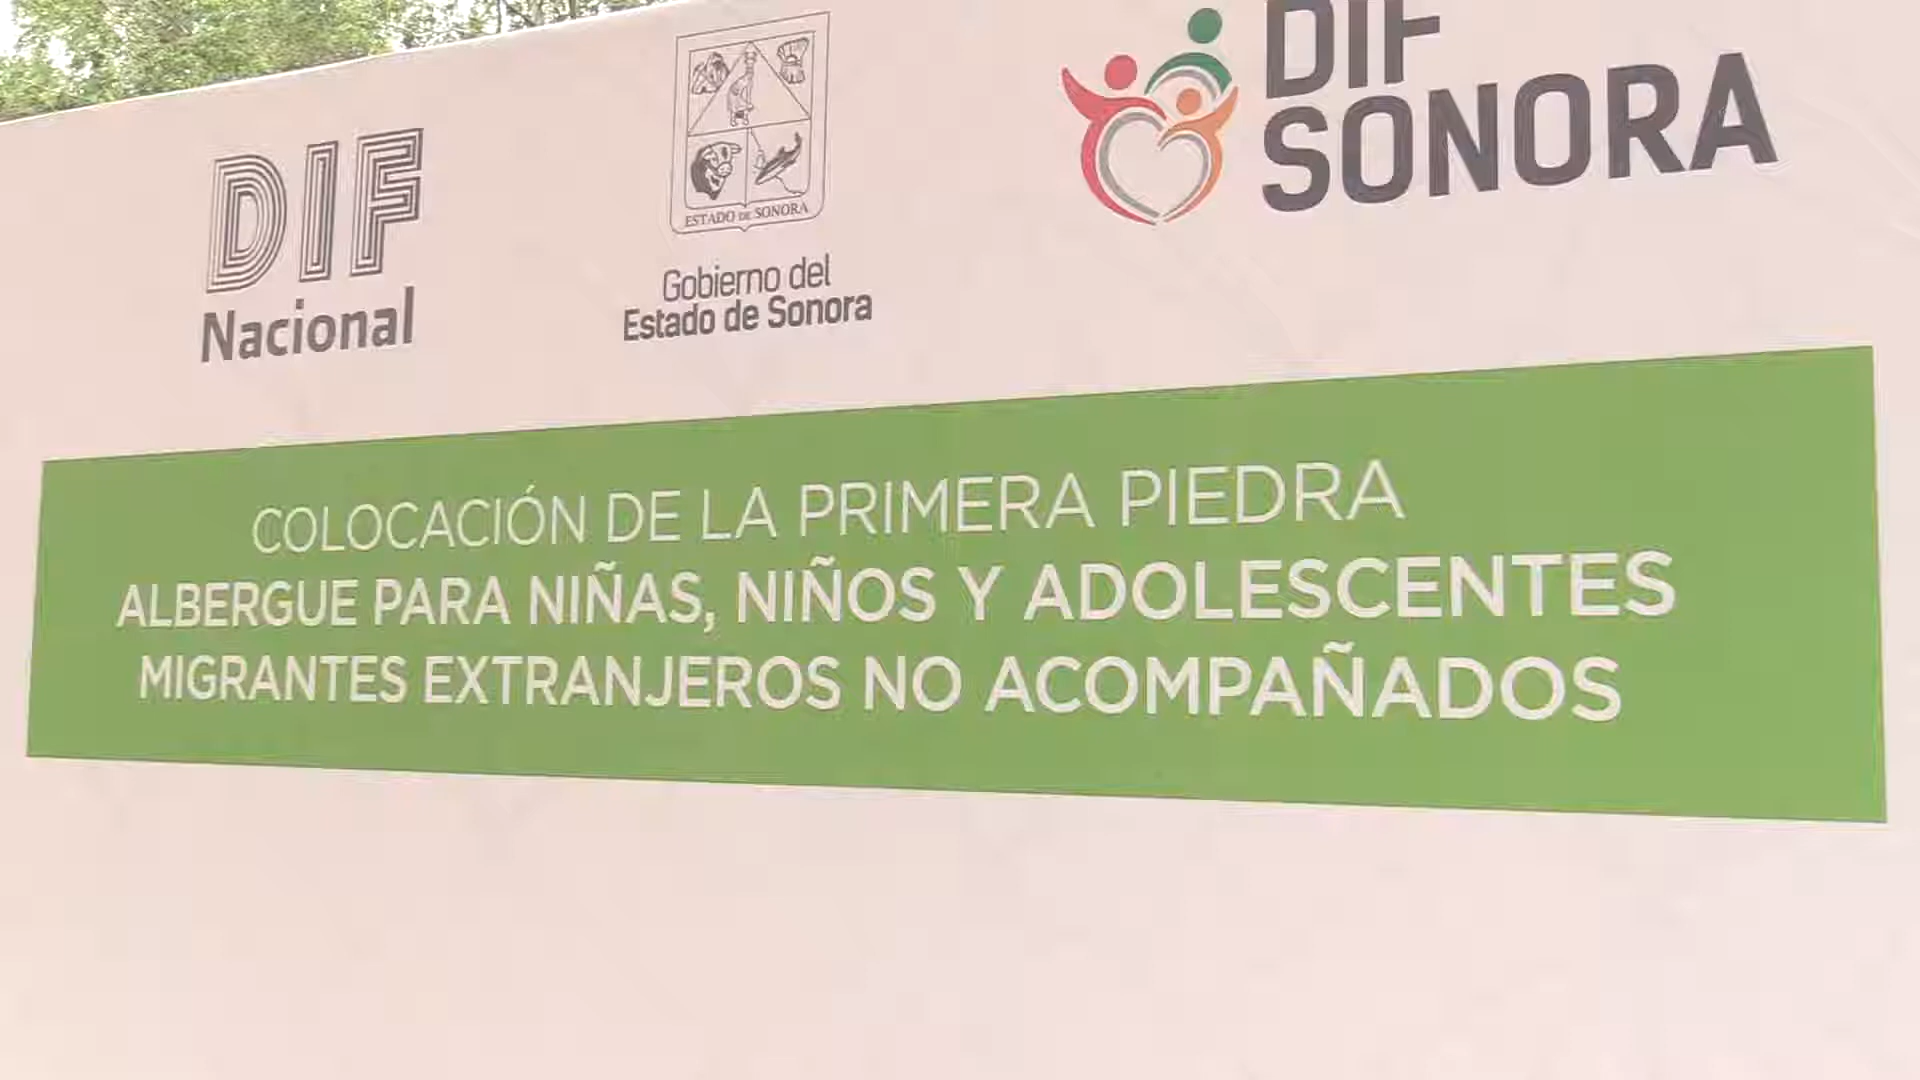 DIF
Nacional
ESTADO DE SONORA
Gobierno del
Estado de Sonora
DIF
SONORA
COLOCACIÓN DE LA PRIMERA PIEDRA
ALBERGUE PARA NIÑAS, NIÑOS Y ADOLESCENTES
MIGRANTES EXTRANJEROS NO ACOMPAÑADOS